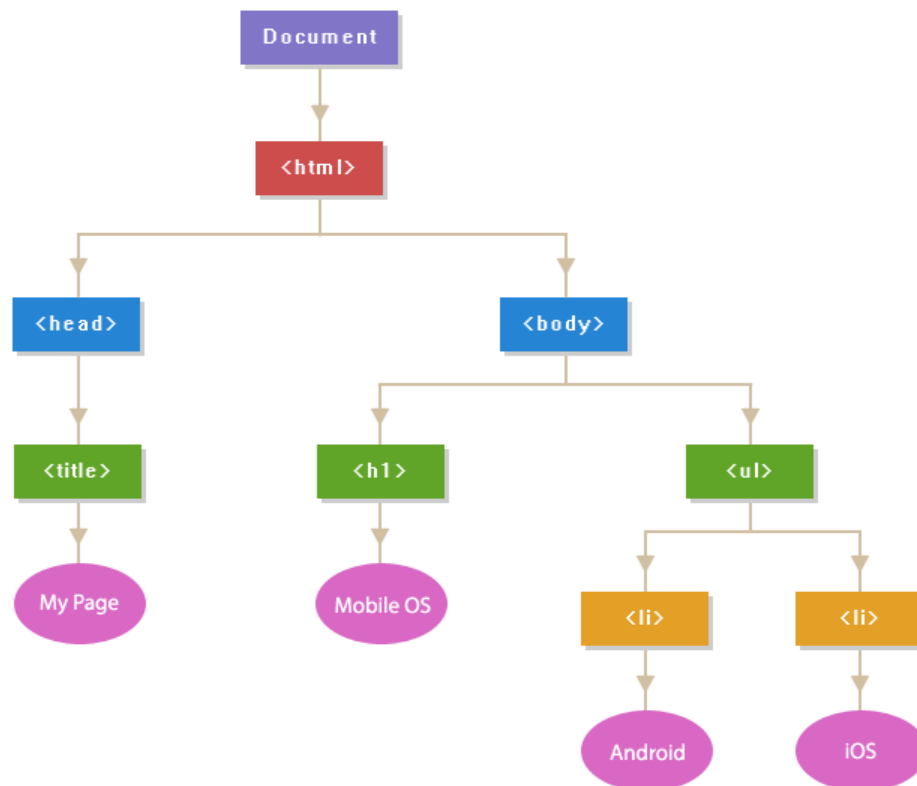 Document
<html>
<head>
<body>
<title>
<h1>
<ul>
My Page
Mobile OS
<li>
<li>
Android
iOS